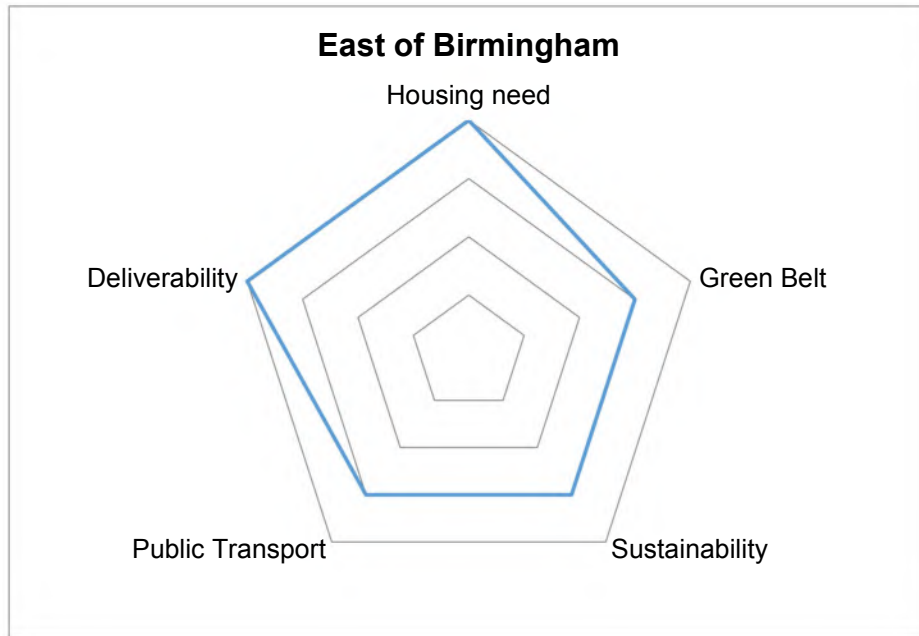 East of Birmingham
Housing need
Deliverability
Green Belt
Public Transport
Sustainability